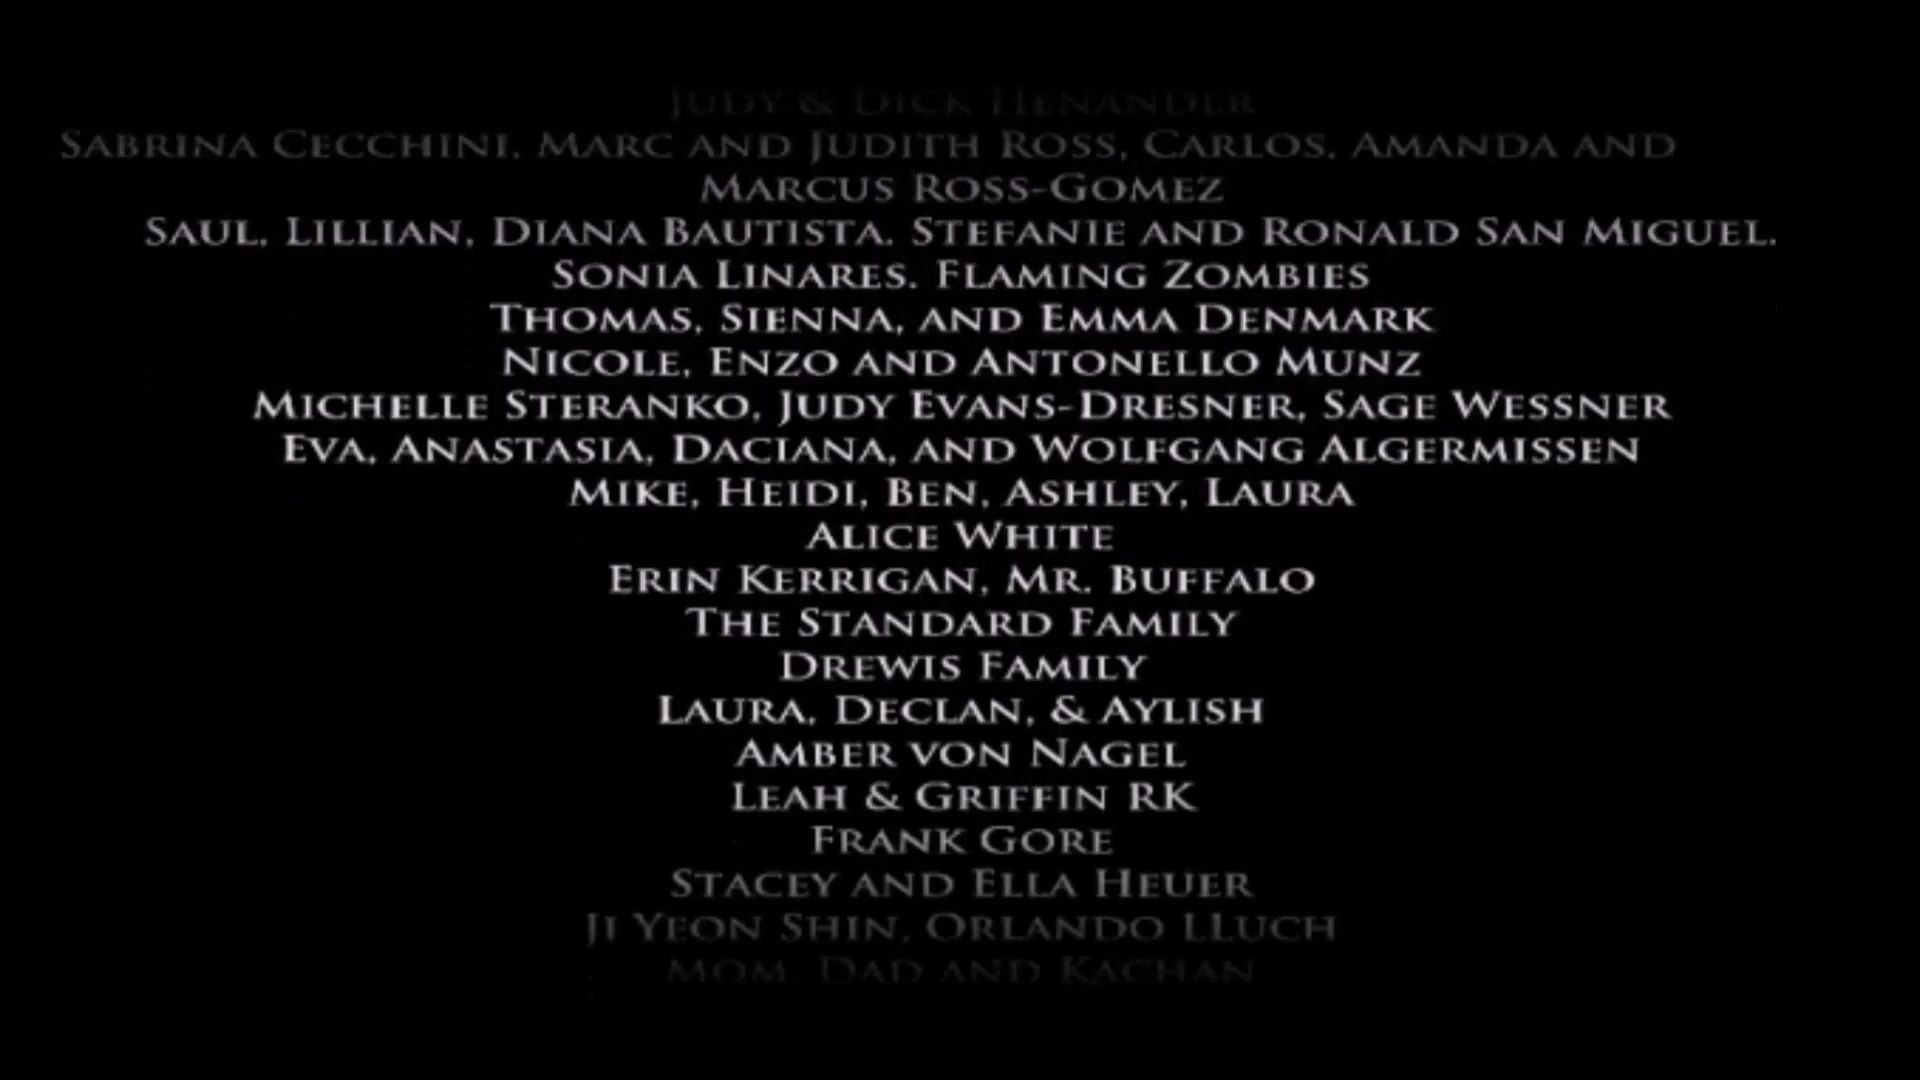 Judy & Dick Henander
Sabrina Cecchini, Marc and Judith Ross, Carlos, Amanda and
Marcus Ross-Gomez
Saul, Lillian, Diana Bautista. Stefanie and Ronald San Miguel.
Sonia Linares. Flaming Zombies
Thomas, Sienna, and Emma Denmark
Nicole, Enzo and Antonello Munz
Michelle Steranko, Judy Evans-Dresner, Sage Wessner
Eva, Anastasia, Daciana, and Wolfgang Algermissen
Mike, Heidi, Ben, Ashley, Laura
Alice White
Erin Kerrigan, Mr. Buffalo
The Standard Family
Drewis Family
Laura, Declan, & Aylish
Amber von Nagel
Leah & Griffin RK
Frank Gore
Stacey and Ella Heuer
Ji Yeon Shin, Orlando LLuch
Mom, Dad and Kachan